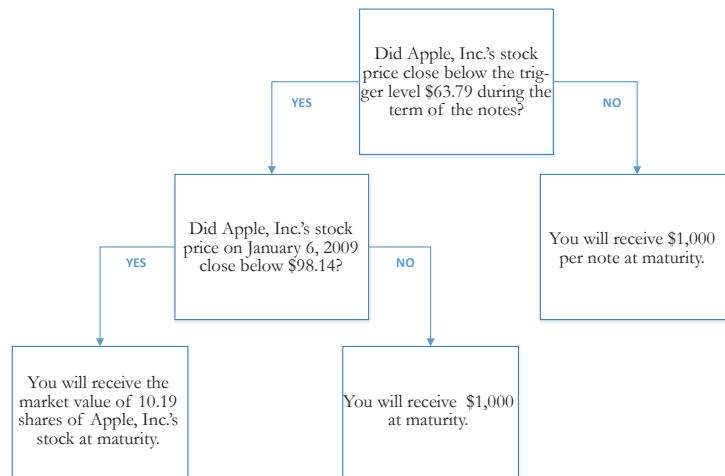 Did Apple, Inc.'s stock
price close below the trig-
ger level $63.79 during the
term of the notes?
YES
NO
Did Apple, Inc.'s stock
price on January 6, 2009
close below $98.14?
You will receive $1,000
per note at maturity.
YES
NO
You will receive the
market value of 10.19
shares of Apple, Inc.'s
stock at maturity.
You will receive $1,000
at maturity.